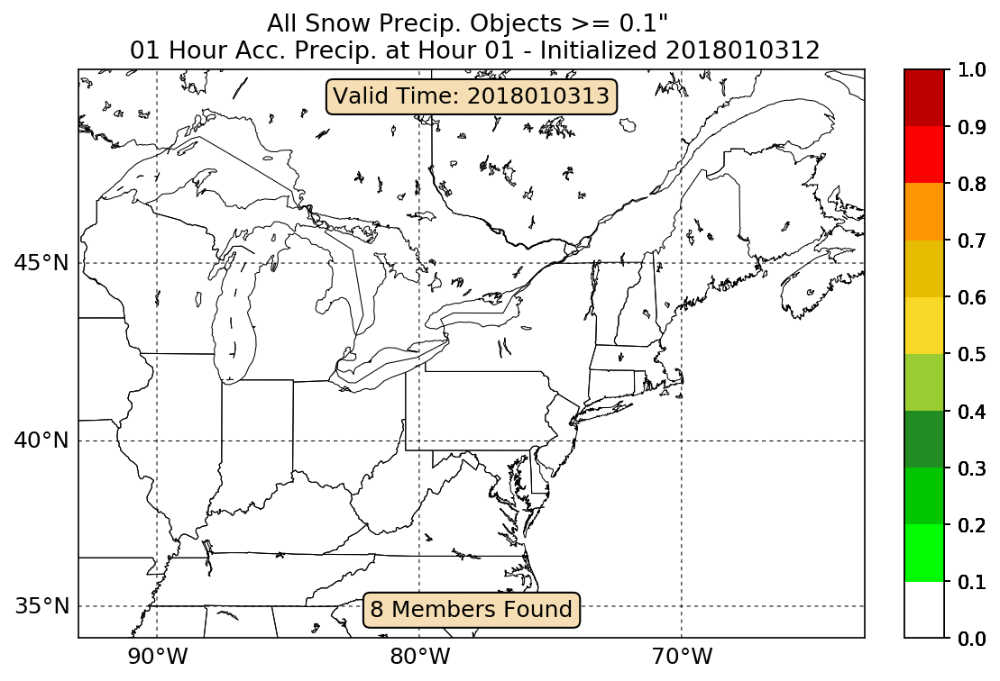 All Snow Precip. Objects >= 0.1"
01 Hour Acc. Precip. at Hour 01 - Initialized 2018010312
Valid Time: 2018010313
1.0
0.9
0.8
0.7
0.6
0.5
0.4
0.3
0.2
0.1
0.0
45°N
40°N
35°N
8 Members Found
90°W
80°W
70°W